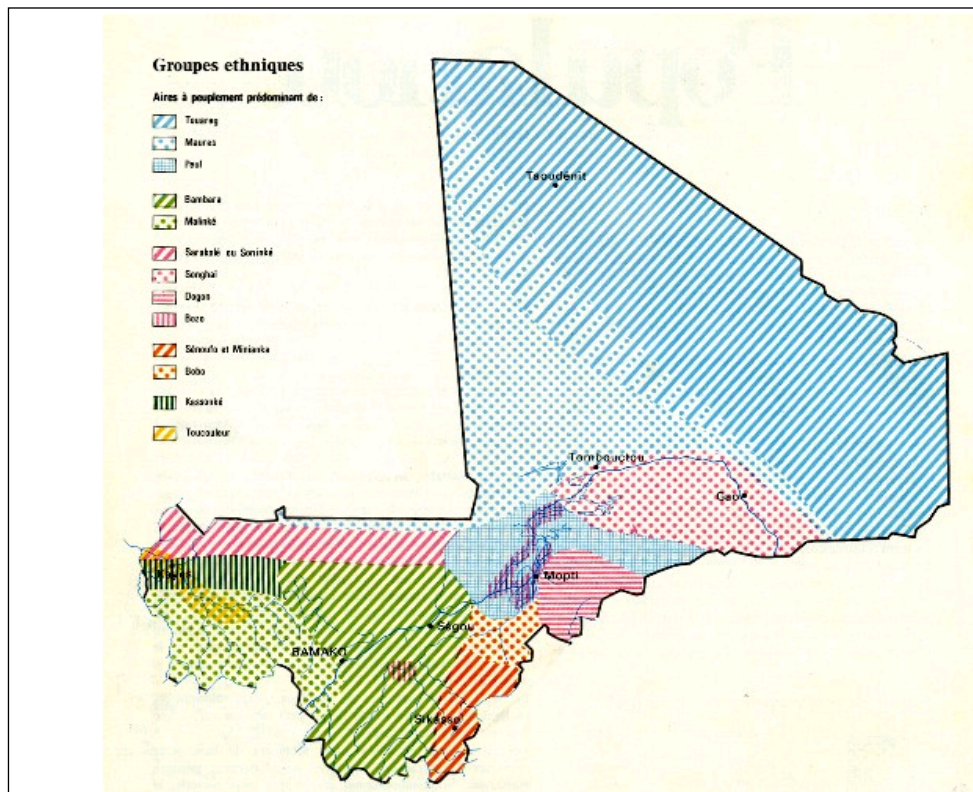 Groupes ethniques
Aires à peuplement prédominant de :
Touareg
Maures
Peul
Bambara
Malinké
Sarakolé ou Soninké
Songhaï
Dogon
Bozo
Sénoufo et Minianka
Bobo
Kassonké
Toucouleur
Taoudénit
Tombouctou
Gao
Mopti
Ségou
BAMAKO
Sikasso